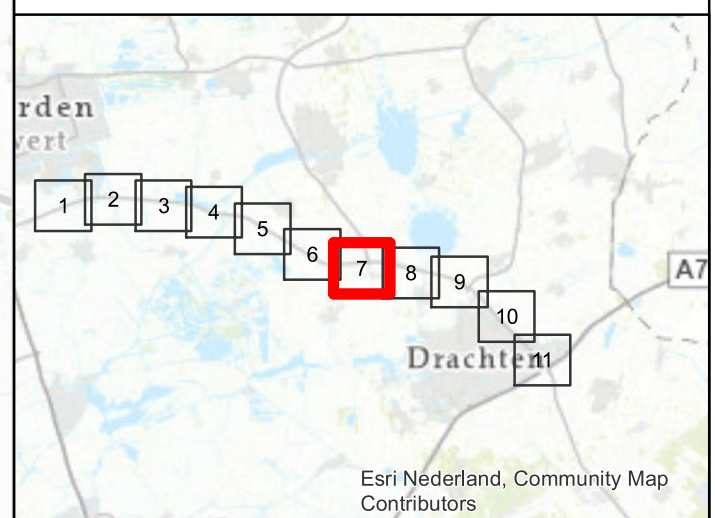 rden
vert
1
2
3
4
5
6
7
8
9
10
11
A7
Drachten
Esri Nederland, Community Map
Contributors